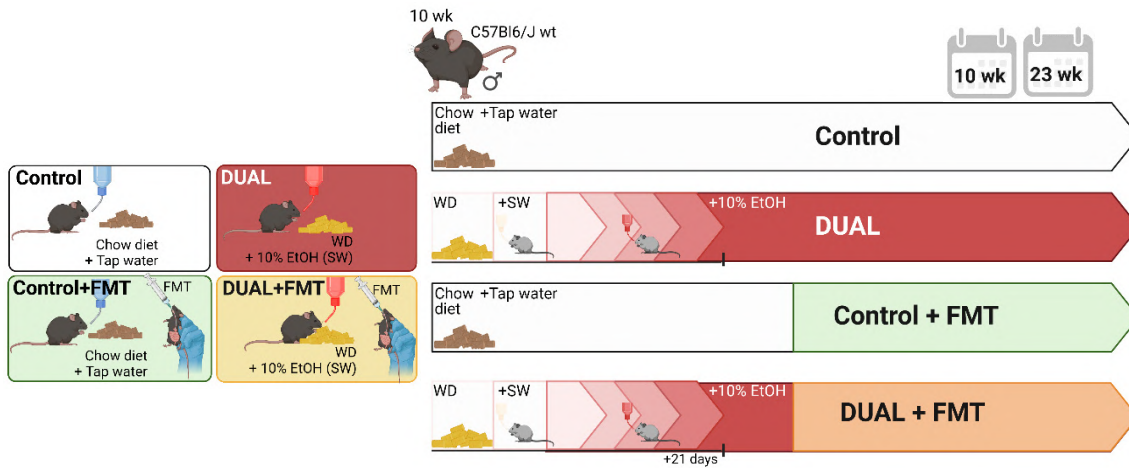 10 wk
C57Bl6/J wt
10 wk
23 wk
Chow +Tap water
diet
Control
Control
Chow diet
+ Tap water
DUAL
WD
+ 10% EtOH (SW)
WD
+SW
+10% EtOH
DUAL
Control+FMT
FMT
Chow diet
+ Tap water
DUAL+FMT
FMT
WD
+ 10% EtOH (SW)
Chow +Tap water
diet
Control + FMT
WD
+SW
+10% EtOH
DUAL + FMT
+21 days